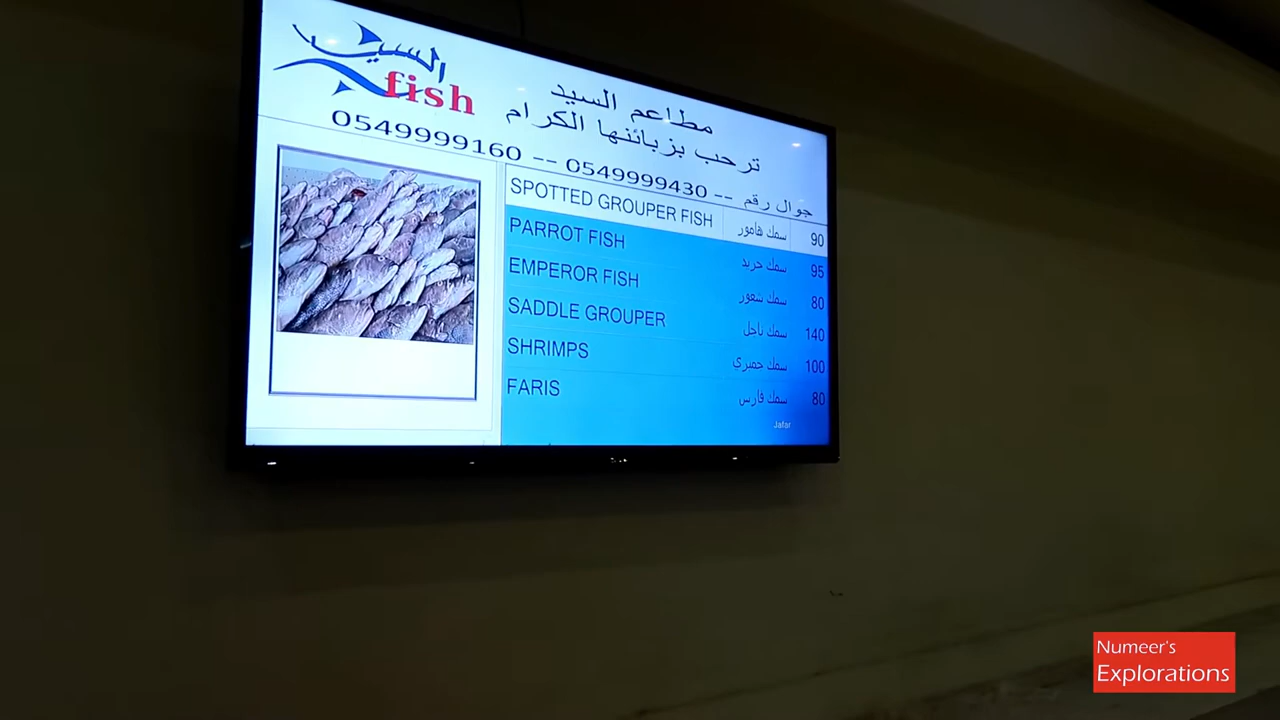 السيد
fish
مطاعم السيد
ترحب بزبائنها الكرام
جوال رقم -- 0549999430 -- 0549999160
SPOTTED GROUPER FISH سمك هامور 90
PARROT FISH سمك حريد 95
EMPEROR FISH سمك شعور 80
SADDLE GROUPER سمك ناجل 140
SHRIMPS سمك جمبري 100
FARIS سمك فارس 80
Jafar
Numeer's
Explorations